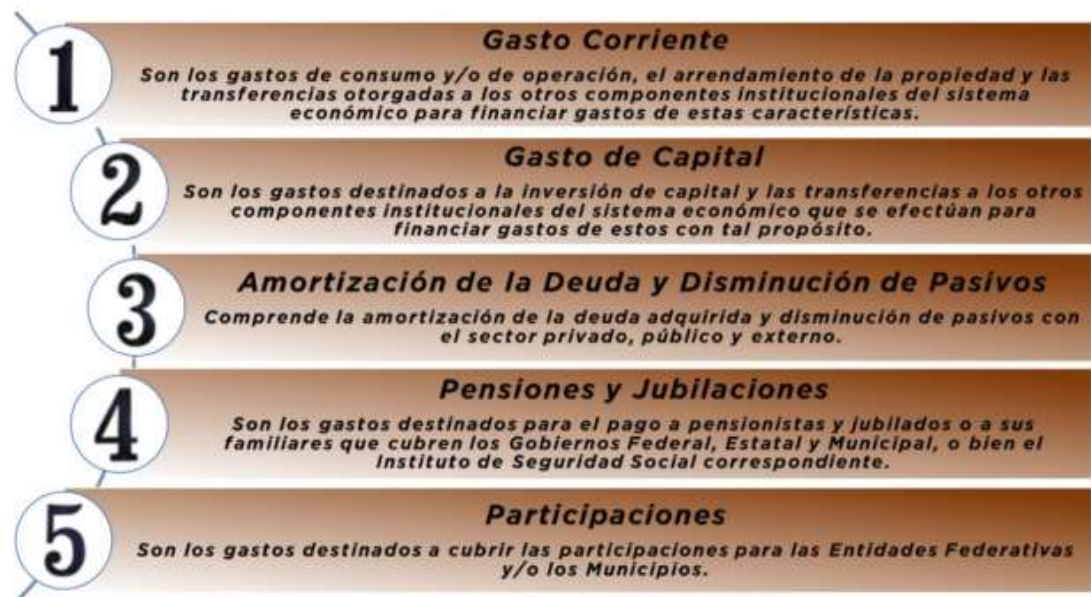 1
Gasto Corriente
Son los gastos de consumo y/o de operación, el arrendamiento de la propiedad y las
transferencias otorgadas a los otros componentes institucionales del sistema
económico para financiar gastos de estas características.
2
Gasto de Capital
Son los gastos destinados a la inversión de capital y las transferencias a los otros
componentes institucionales del sistema económico que se efectúan para
financiar gastos de estos con tal propósito.
3
Amortización de la Deuda y Disminución de Pasivos
Comprende la amortización de la deuda adquirida y disminución de pasivos con
el sector privado, público y externo.
4
Pensiones y Jubilaciones
Son los gastos destinados para el pago a pensionistas y jubilados o a sus
familiares que cubren los Gobiernos Federal, Estatal y Municipal, o bien el
Instituto de Seguridad Social correspondiente.
5
Participaciones
Son los gastos destinados a cubrir las participaciones para las Entidades Federativas
y/o los Municipios.